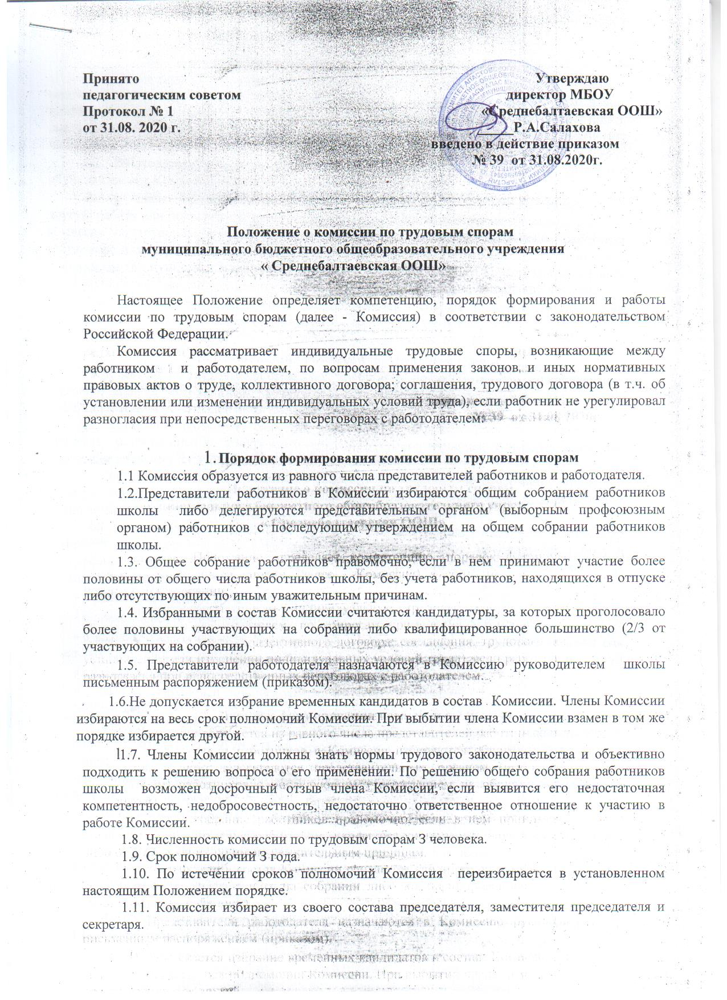 Принято
педагогическим советом
Протокол № 1
от 31.08. 2020 г.
Утверждаю
директор МБОУ
«Среднебалтаевская ООШ»
_____Р.А.Салахова
введено в действие приказом
№ 39 от 31.08.2020г.
Положение о комиссии по трудовым спорам
муниципального бюджетного общеобразовательного учреждения
« Среднебалтаевская ООШ»
Настоящее Положение определяет компетенцию, порядок формирования и работы
комиссии по трудовым спорам (далее - Комиссия) в соответствии с законодательством
Российской Федерации.
Комиссия рассматривает индивидуальные трудовые споры, возникающие между
работником и работодателем, по вопросам применения законов и иных нормативных
правовых актов о труде, коллективного договора; соглашения, трудового договора (в т.ч. об
установлении или изменении индивидуальных условий труда), если работник не урегулировал
разногласия при непосредственных переговорах с работодателем.
1. Порядок формирования комиссии по трудовым спорам
1.1 Комиссия образуется из равного числа представителей работников и работодателя.
1.2.Представители работников в Комиссии избираются общим собранием работников
школы либо делегируются представительным органом (выборным профсоюзным
органом) работников с последующим утверждением на общем собрании работников
школы.
1.3. Общее собрание работников правомочно, если в нем принимают участие более
половины от общего числа работников школы, без учета работников, находящихся в отпуске
либо отсутствующих по иным уважительным причинам.
1.4. Избранными в состав Комиссии считаются кандидатуры, за которых проголосовало
более половины участвующих на собрании либо квалифицированное большинство (2/3 от
участвующих на собрании).
1.5. Представители работодателя назначаются в Комиссию руководителем школы
письменным распоряжением (приказом).
1.6.Не допускается избрание временных кандидатов в состав Комиссии. Члены Комиссии
избираются на весь срок полномочий Комиссии. При выбытии члена Комиссии взамен в том же
порядке избирается другой.
l1.7. Члены Комиссии должны знать нормы трудового законодательства и объективно
подходить к решению вопроса о его применении. По решению общего собрания работников
школы возможен досрочный отзыв члена Комиссии, если выявится его недостаточная
компетентность, недобросовестность, недостаточно ответственное отношение к участию в
работе Комиссии.
1.8. Численность комиссии по трудовым спорам 3 человека.
1.9. Срок полномочий 3 года.
1.10. По истечении сроков полномочий Комиссия переизбирается в установленном
настоящим Положением порядке.
1.11. Комиссия избирает из своего состава председателя, заместителя председателя и
секретаря.